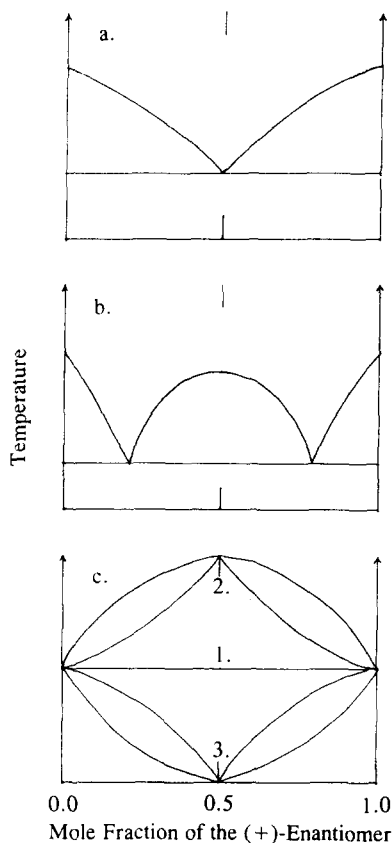 a.
b.
Temperature
c.
2.
1.
3.
0.0 0.5 1.0
Mole Fraction of the (+)-Enantiomer